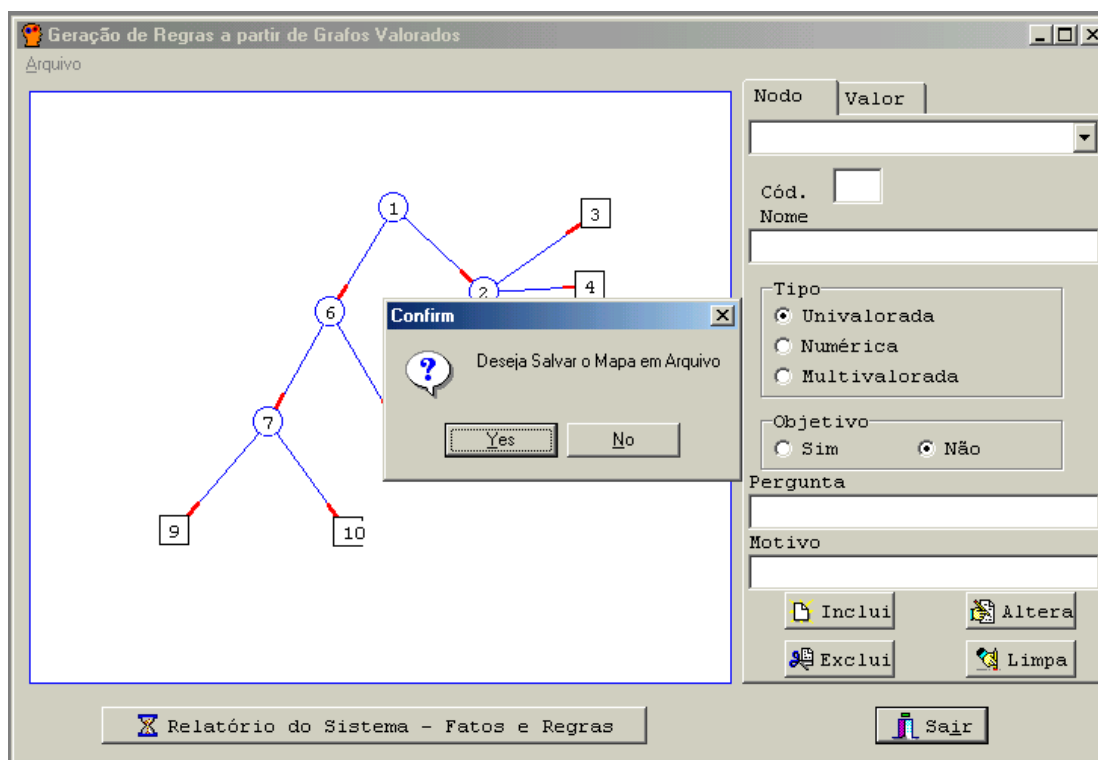 Geração de Regras a partir de Grafos Valorados
Arquivo
Nodo
Valor
Cód.
Nome
Tipo
Univalorada
Numérica
Multivalorada
Objetivo
Sim
Não
Pergunta
Motivo
Inclui
Altera
Exclui
Limpa
1
3
2
4
6
7
9
10
Confirm
Deseja Salvar o Mapa em Arquivo
Yes
No
Relatório do Sistema - Fatos e Regras
Sair